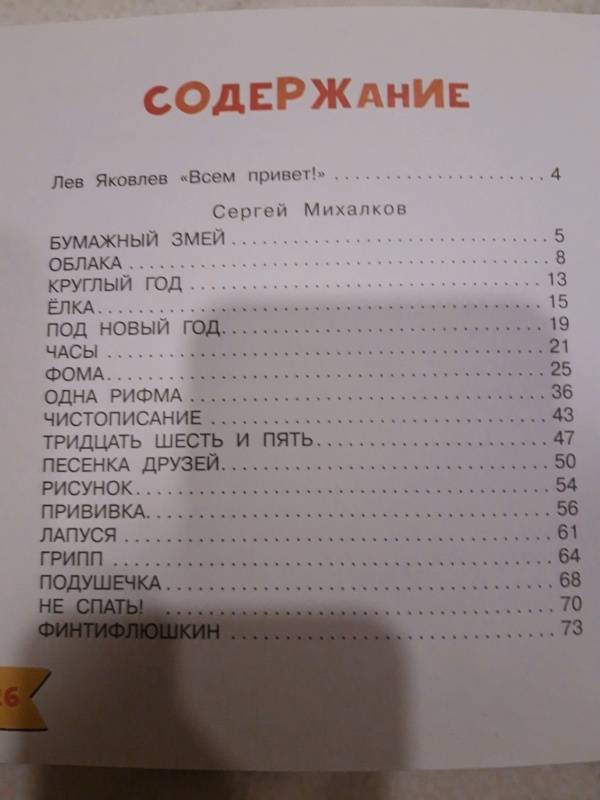 СОДЕРЖАНИЕ
Лев Яковлев «Всем привет!» . . . . . . . . . . . . . . . . . . . . . . 4
Сергей Михалков
БУМАЖНЫЙ ЗМЕЙ . . . . . . . . . . . . . . . . . . . . . . . . . . . . . 5
ОБЛАКА . . . . . . . . . . . . . . . . . . . . . . . . . . . . . . . . . . . . . 8
КРУГЛЫЙ ГОД . . . . . . . . . . . . . . . . . . . . . . . . . . . . . . . . 13
ЁЛКА . . . . . . . . . . . . . . . . . . . . . . . . . . . . . . . . . . . . . . . 15
ПОД НОВЫЙ ГОД . . . . . . . . . . . . . . . . . . . . . . . . . . . . . 19
ЧАСЫ . . . . . . . . . . . . . . . . . . . . . . . . . . . . . . . . . . . . . . . 21
ФОМА . . . . . . . . . . . . . . . . . . . . . . . . . . . . . . . . . . . . . . 25
ОДНА РИФМА . . . . . . . . . . . . . . . . . . . . . . . . . . . . . . . . 36
ЧИСТОПИСАНИЕ . . . . . . . . . . . . . . . . . . . . . . . . . . . . . . 43
ТРИДЦАТЬ ШЕСТЬ И ПЯТЬ . . . . . . . . . . . . . . . . . . . . . 47
ПЕСЕНКА ДРУЗЕЙ . . . . . . . . . . . . . . . . . . . . . . . . . . . . . 50
РИСУНОК . . . . . . . . . . . . . . . . . . . . . . . . . . . . . . . . . . . . 54
ПРИВИВКА . . . . . . . . . . . . . . . . . . . . . . . . . . . . . . . . . . . 56
ЛАПУСЯ . . . . . . . . . . . . . . . . . . . . . . . . . . . . . . . . . . . . . 61
ГРИПП . . . . . . . . . . . . . . . . . . . . . . . . . . . . . . . . . . . . . . 64
ПОДУШЕЧКА . . . . . . . . . . . . . . . . . . . . . . . . . . . . . . . . . 68
НЕ СПАТЬ! . . . . . . . . . . . . . . . . . . . . . . . . . . . . . . . . . . 70
ФИНТИФЛЮШКИН . . . . . . . . . . . . . . . . . . . . . . . . . . . . 73